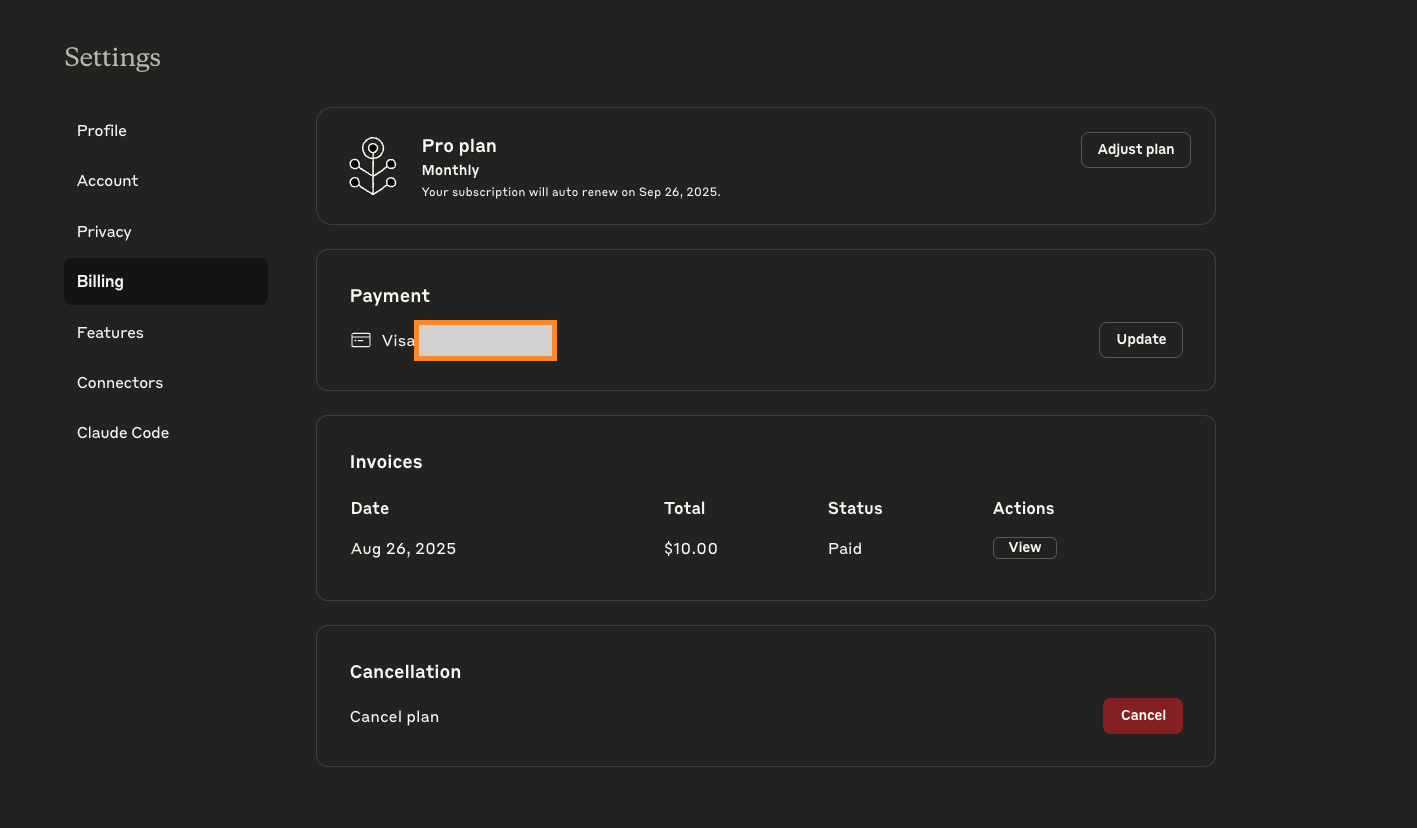 Settings
Profile
Account
Privacy
Billing
Features
Connectors
Claude Code
Pro plan
Monthly
Your subscription will auto renew on Sep 26, 2025.
Adjust plan
Payment
Visa
Update
Invoices
Date Total Status Actions
Aug 26, 2025 $10.00 Paid View
Cancellation
Cancel plan
Cancel